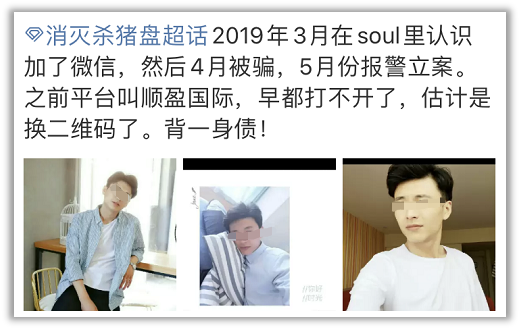 消灭杀猪盘超话2019年3月在soul里认识
加了微信，然后4月被骗，5月份报警立案。
之前平台叫顺盈国际，早都打不开了，估计是
换二维码了。背一身债！